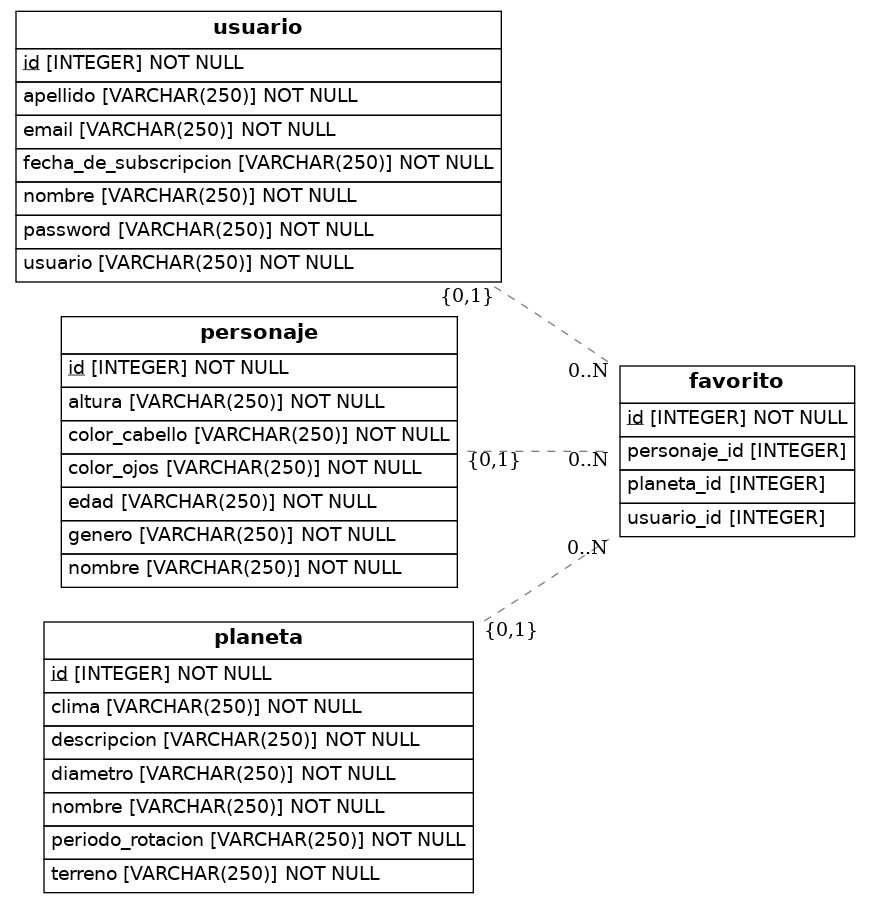 usuario
id [INTEGER] NOT NULL
apellido [VARCHAR(250)] NOT NULL
email [VARCHAR(250)] NOT NULL
fecha_de_subscripcion [VARCHAR(250)] NOT NULL
nombre [VARCHAR(250)] NOT NULL
password [VARCHAR(250)] NOT NULL
usuario [VARCHAR(250)] NOT NULL
{0,1}
0..N
personaje
id [INTEGER] NOT NULL
altura [VARCHAR(250)] NOT NULL
color_cabello [VARCHAR(250)] NOT NULL
color_ojos [VARCHAR(250)] NOT NULL
edad [VARCHAR(250)] NOT NULL
genero [VARCHAR(250)] NOT NULL
nombre [VARCHAR(250)] NOT NULL
{0,1}
0..N
favorito
id [INTEGER] NOT NULL
personaje_id [INTEGER]
planeta_id [INTEGER]
usuario_id [INTEGER]
0..N
{0,1}
planeta
id [INTEGER] NOT NULL
clima [VARCHAR(250)] NOT NULL
descripcion [VARCHAR(250)] NOT NULL
diametro [VARCHAR(250)] NOT NULL
nombre [VARCHAR(250)] NOT NULL
periodo_rotacion [VARCHAR(250)] NOT NULL
terreno [VARCHAR(250)] NOT NULL